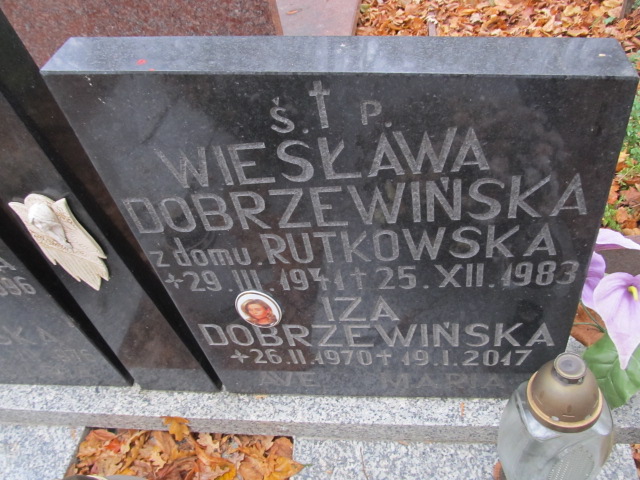 Ś. † P.
WIESŁAWA
DOBRZEWIŃSKA
z domu. RUTKOWSKA
+29. III. 1941 † 25. XII. 1983
IZA
DOBRZEWIŃSKA
+26.II.1970 + 19.I.2017
AVE MARIA